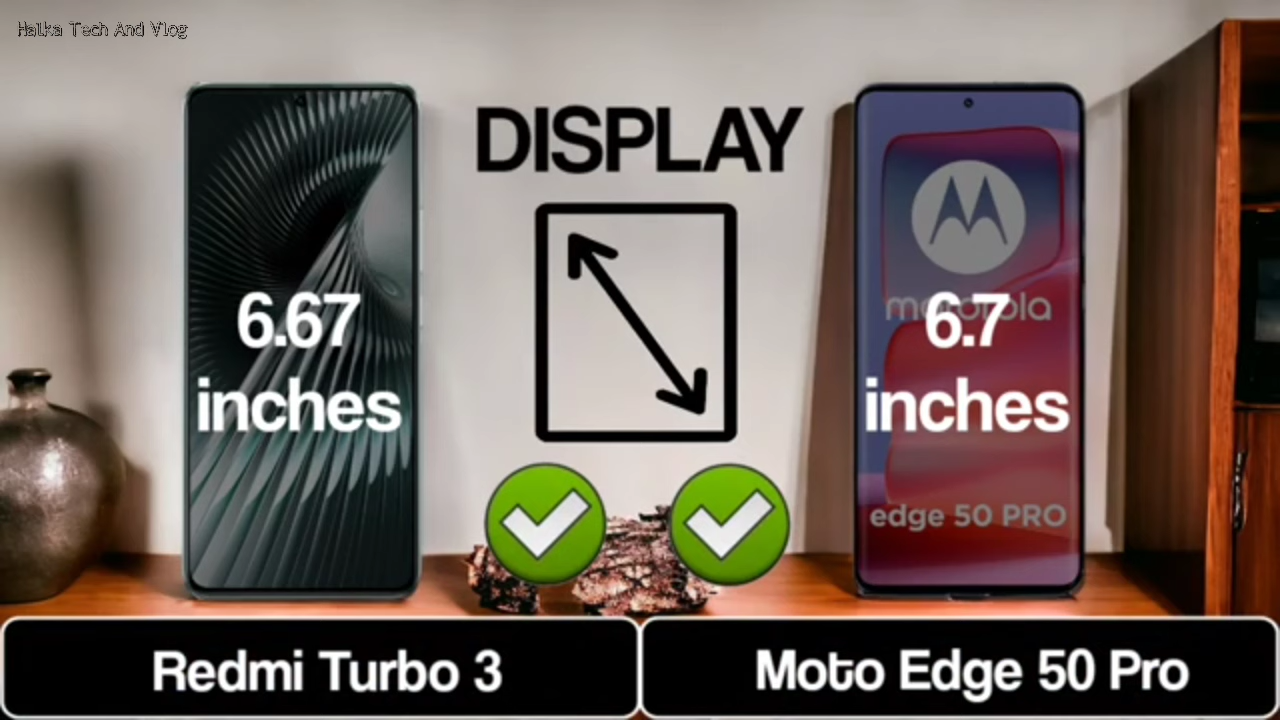 Halka Tech And Vlog
DISPLAY
6.67
inches
motorola
6.7
inches
edge 50 PRO
Redmi Turbo 3
Moto Edge 50 Pro